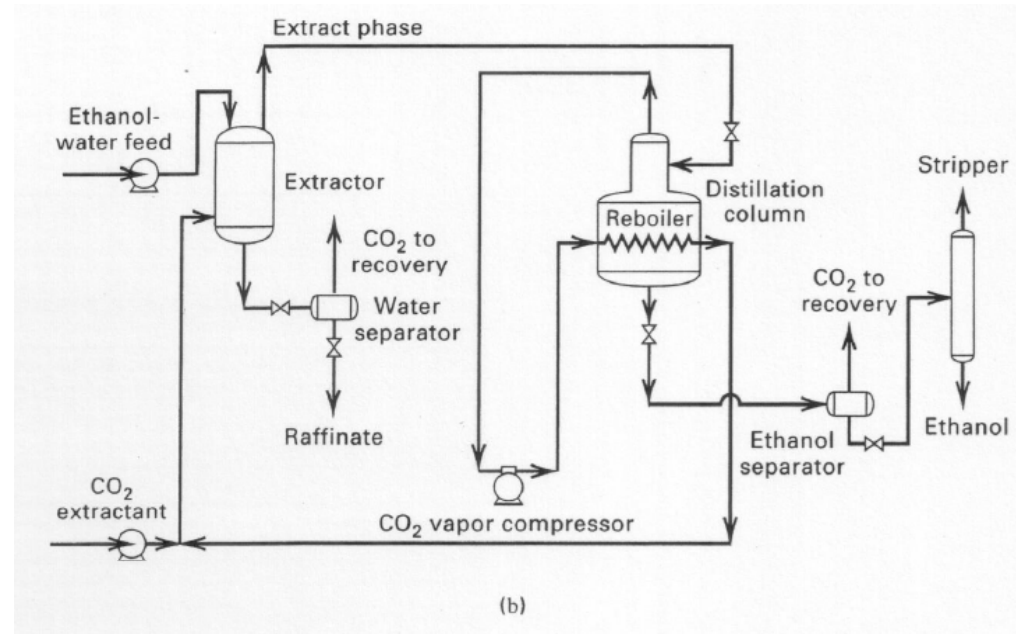 Extract phase
Ethanol-
water feed
Extractor
CO₂ to
recovery
Water
separator
Raffinate
CO₂
extractant
CO₂ vapor compressor
Reboiler
Distillation
column
Stripper
CO₂ to
recovery
Ethanol
separator
Ethanol
(b)